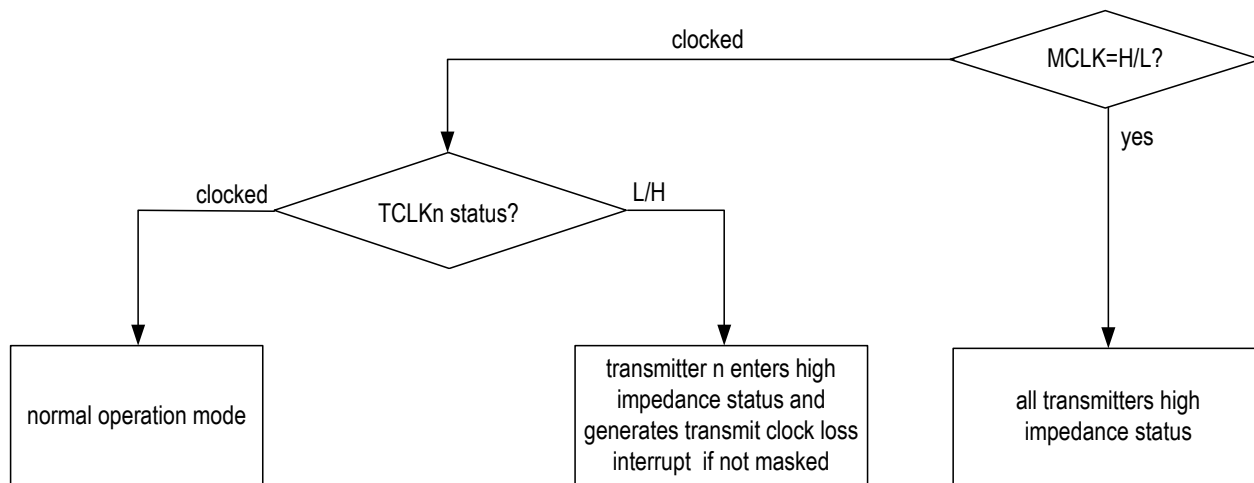 clocked
MCLK=H/L?
yes
clocked
TCLKn status?
L/H
normal operation mode
transmitter n enters high
impedance status and
generates transmit clock loss
interrupt if not masked
all transmitters high
impedance status